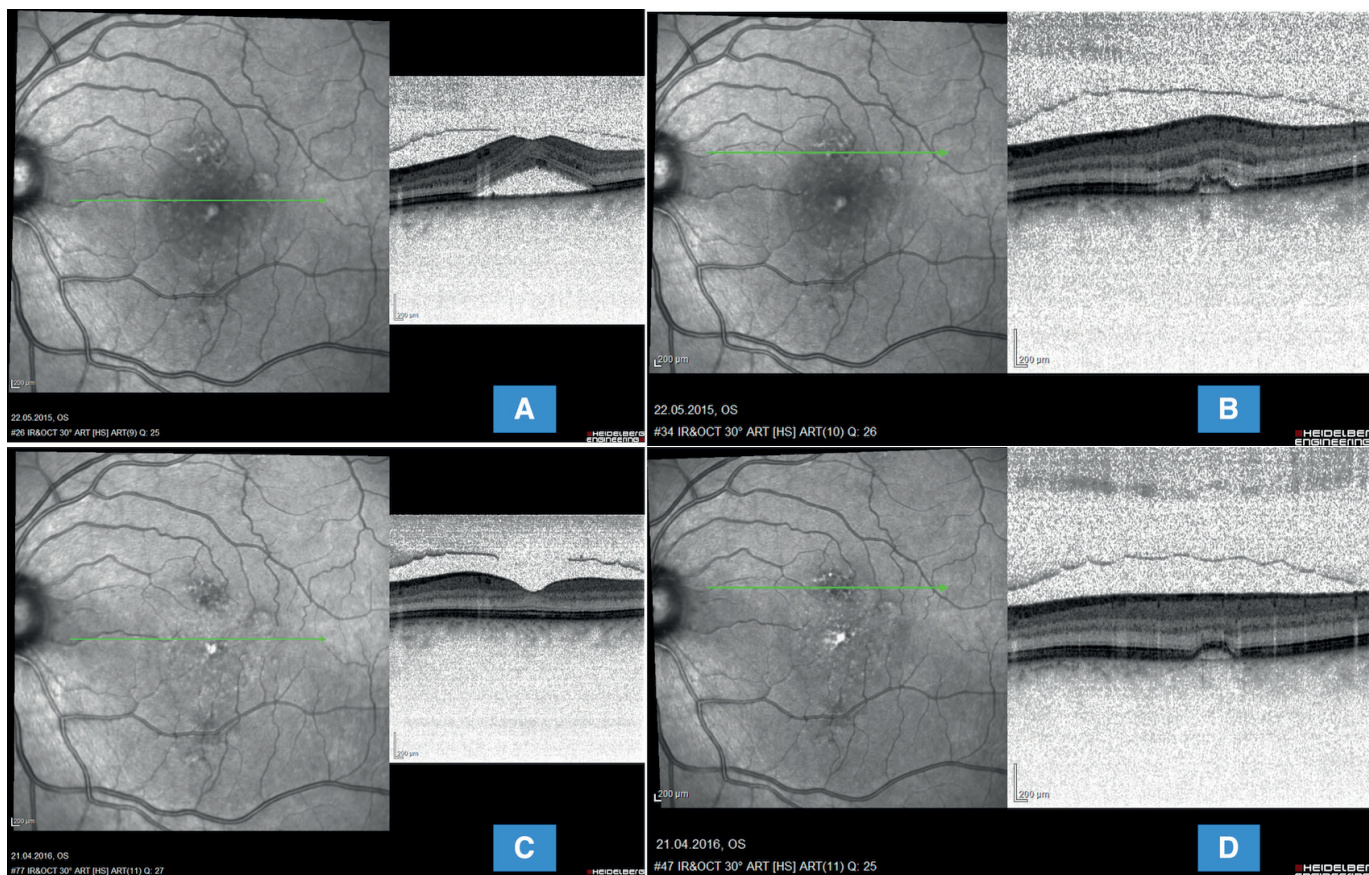 200 µm
200 µm
22.05.2015, OS
#26 IR&OCT 30° ART [HS] ART(9) Q: 25
A
HEIDELBERG
ENGINEERING
200 µm
200 µm
22.05.2015, OS
#34 IR&OCT 30° ART [HS] ART(10) Q: 26
B
HEIDELBERG
ENGINEERING
200 µm
200 µm
21.04.2016, OS
#77 IR&OCT 30° ART [HS] ART(11) Q: 27
C
HEIDELBERG
ENGINEERING
200 µm
200 µm
21.04.2016, OS
#47 IR&OCT 30° ART [HS] ART(11) Q: 25
D
HEIDELBERG
ENGINEERING